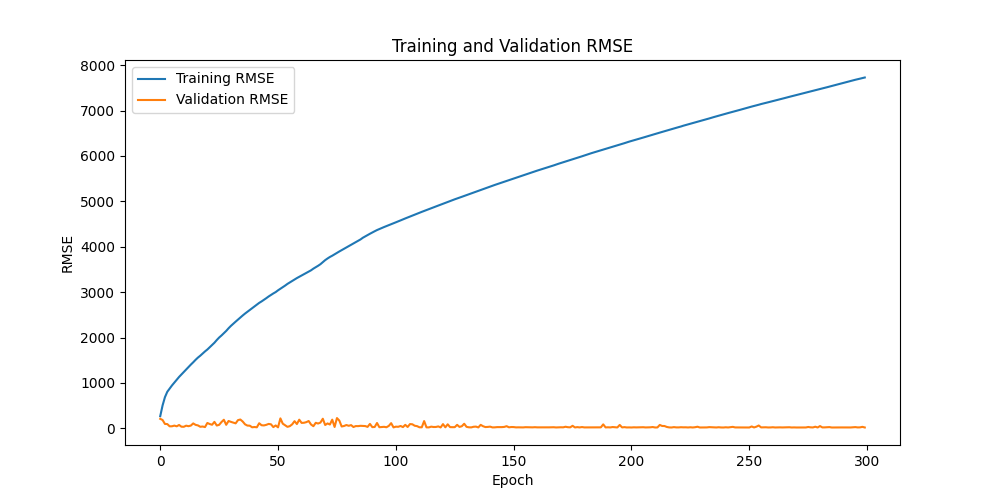 Training and Validation RMSE
Training RMSE
Validation RMSE
8000
7000
6000
5000
4000
3000
2000
1000
0
RMSE
0 50 100 150 200 250 300
Epoch